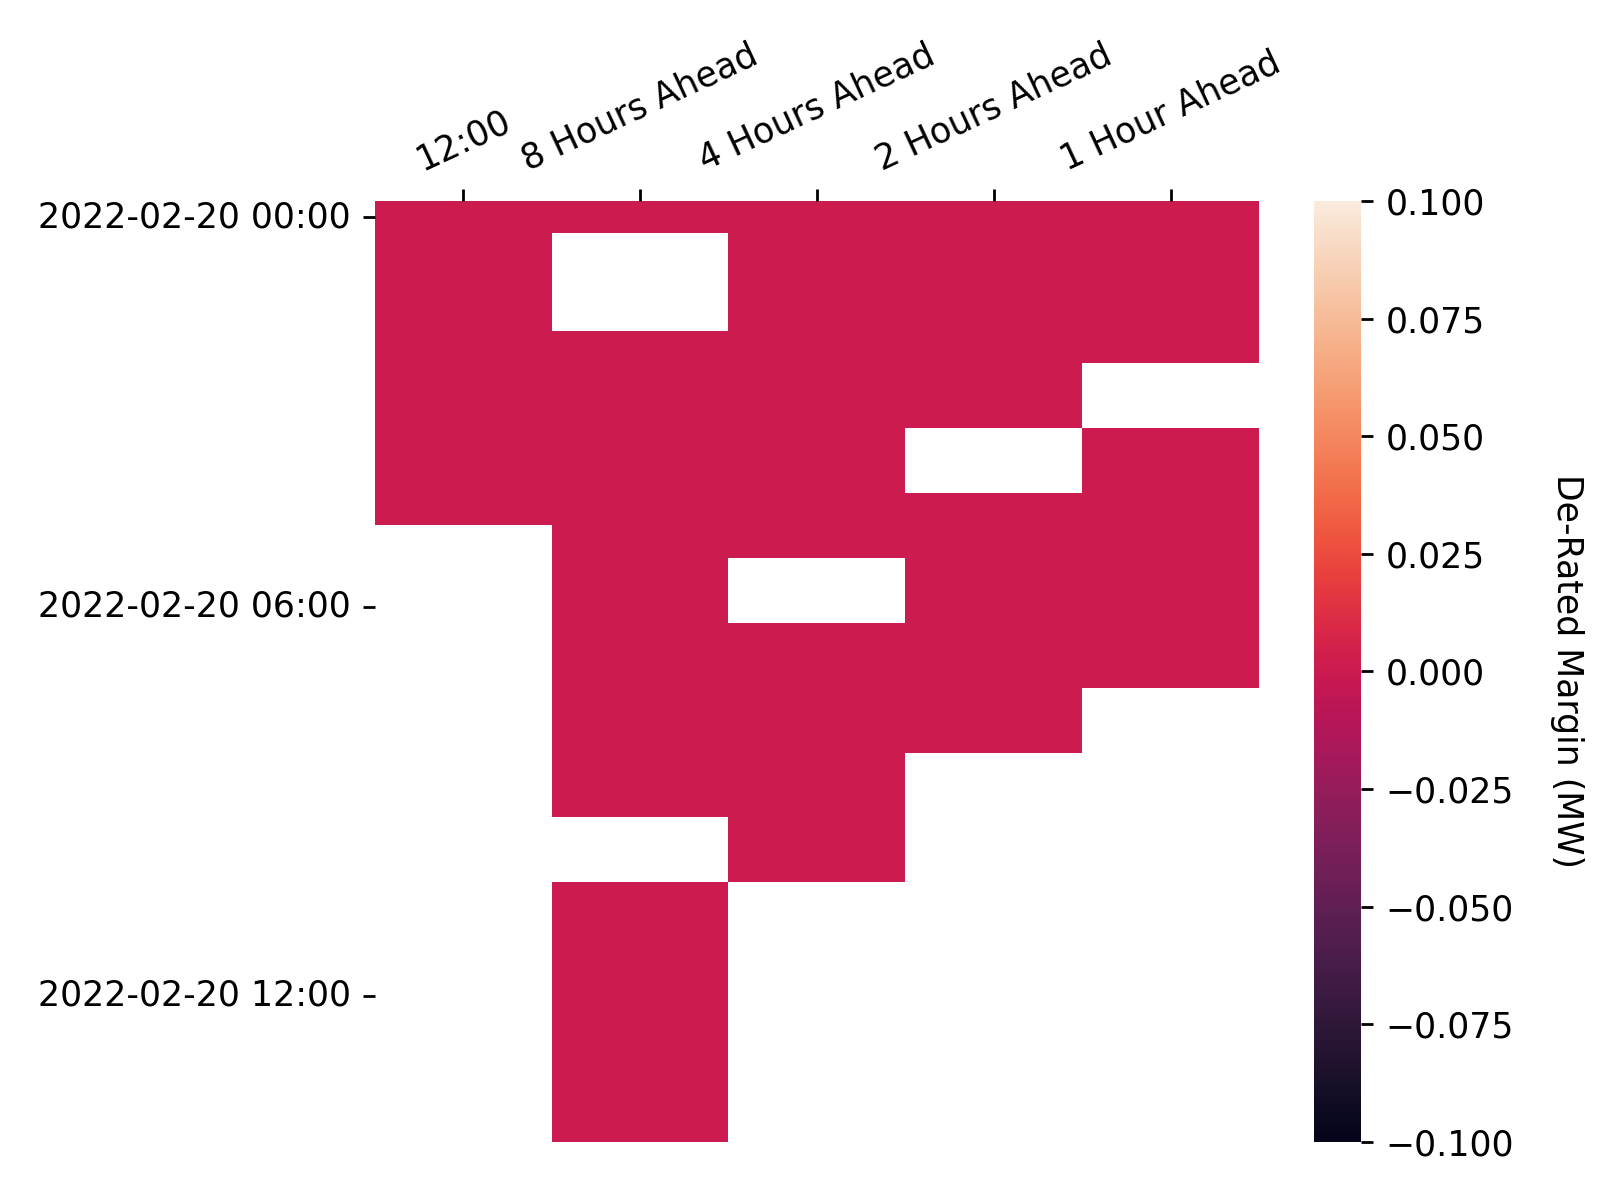 12:00
8 Hours Ahead
4 Hours Ahead
2 Hours Ahead
1 Hour Ahead
2022-02-20 00:00
2022-02-20 06:00
2022-02-20 12:00
0.100
0.075
0.050
0.025
0.000
−0.025
−0.050
−0.075
−0.100
De-Rated Margin (MW)